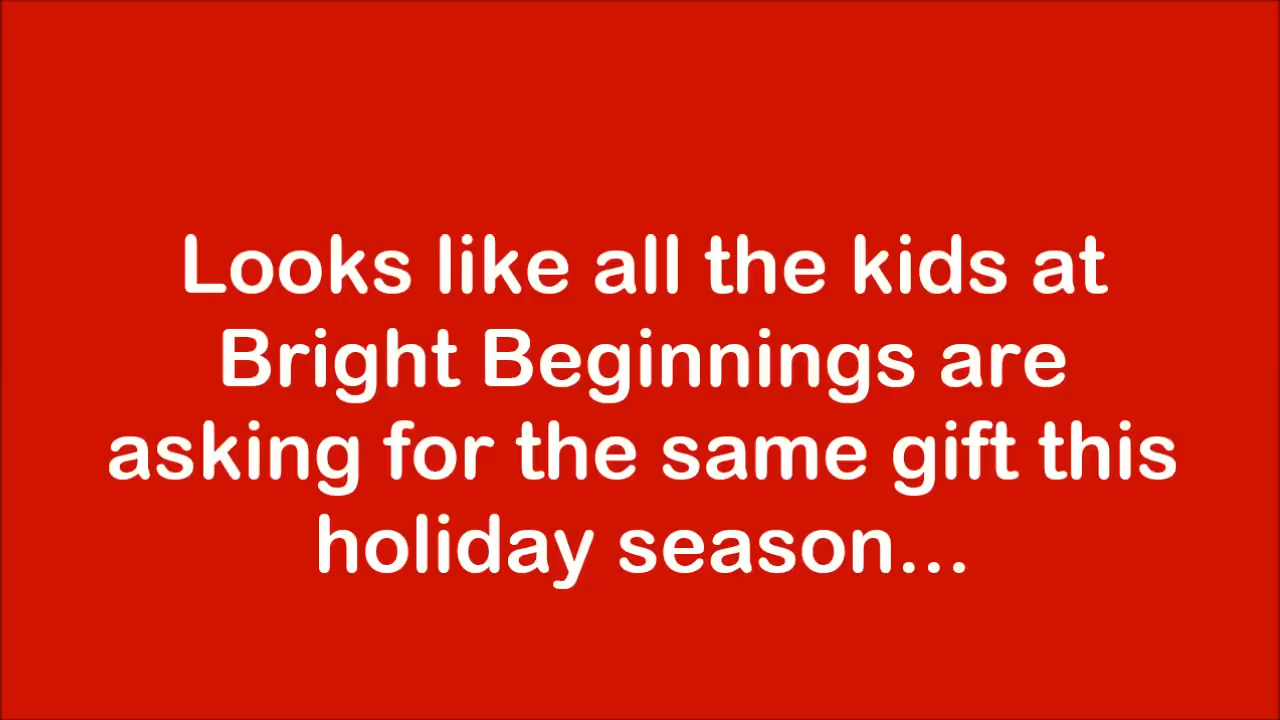 Looks like all the kids at
Bright Beginnings are
asking for the same gift this
holiday season...